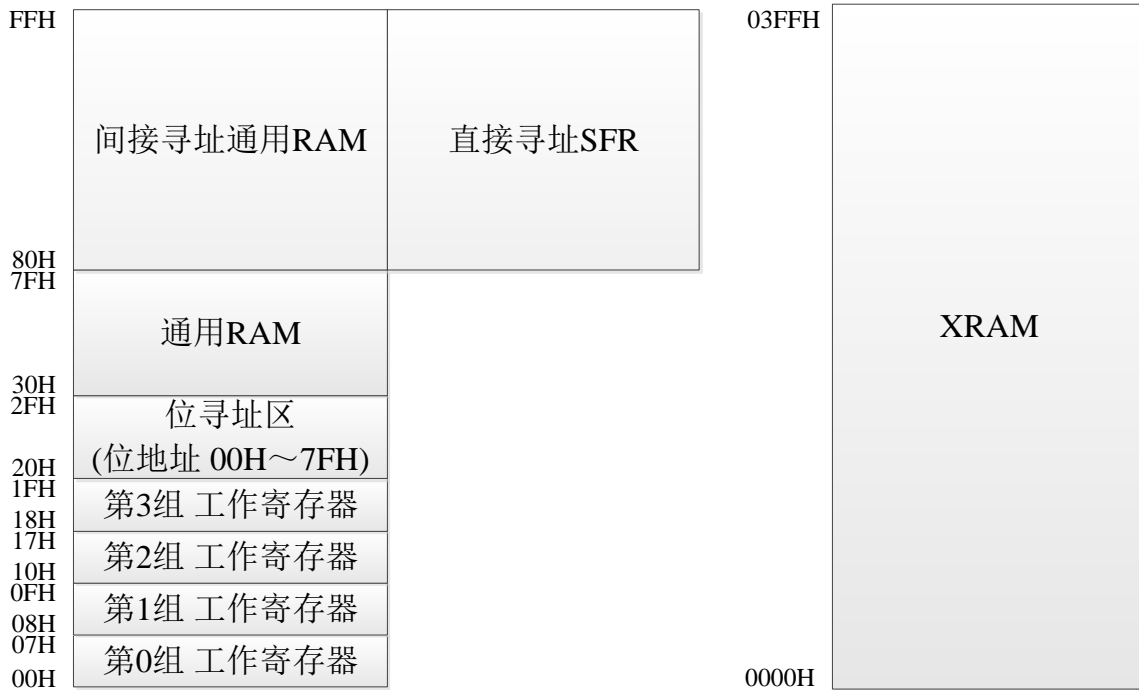 FFH
间接寻址通用RAM
直接寻址SFR
80H
7FH
通用RAM
30H
2FH
位寻址区
(位地址 00H～7FH)
20H
1FH
第3组 工作寄存器
18H
17H
第2组 工作寄存器
10H
0FH
第1组 工作寄存器
08H
07H
第0组 工作寄存器
00H
03FFH
XRAM
0000H